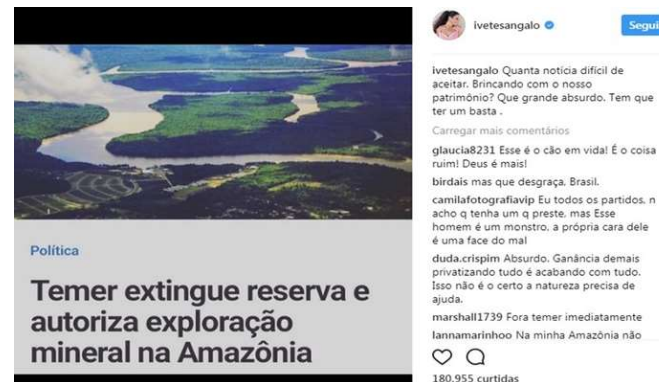 Política
Temer extingue reserva e
autoriza exploração
mineral na Amazônia
ivetesangalo
Segui
ivetesangalo Quanta notícia difícil de
aceitar. Brincando com o nosso
patrimônio? Que grande absurdo. Tem que
ter um basta .
Carregar mais comentários
glaucia8231 Esse é o cão em vida! É o coisa
ruim! Deus é mais!
birdais mas que desgraça, Brasil.
camilafotografiavip Eu todos os partidos, n
acho q tenha um q preste, mas Esse
homem é um monstro, a própria cara dele
é uma face do mal
duda.crispim Absurdo. Ganância demais
privatizando tudo é acabando com tudo.
Isso não é o certo a natureza precisa de
ajuda.
marshall1739 Fora temer imediatamente
lannamarinhoo Na minha Amazônia não
180.955 curtidas